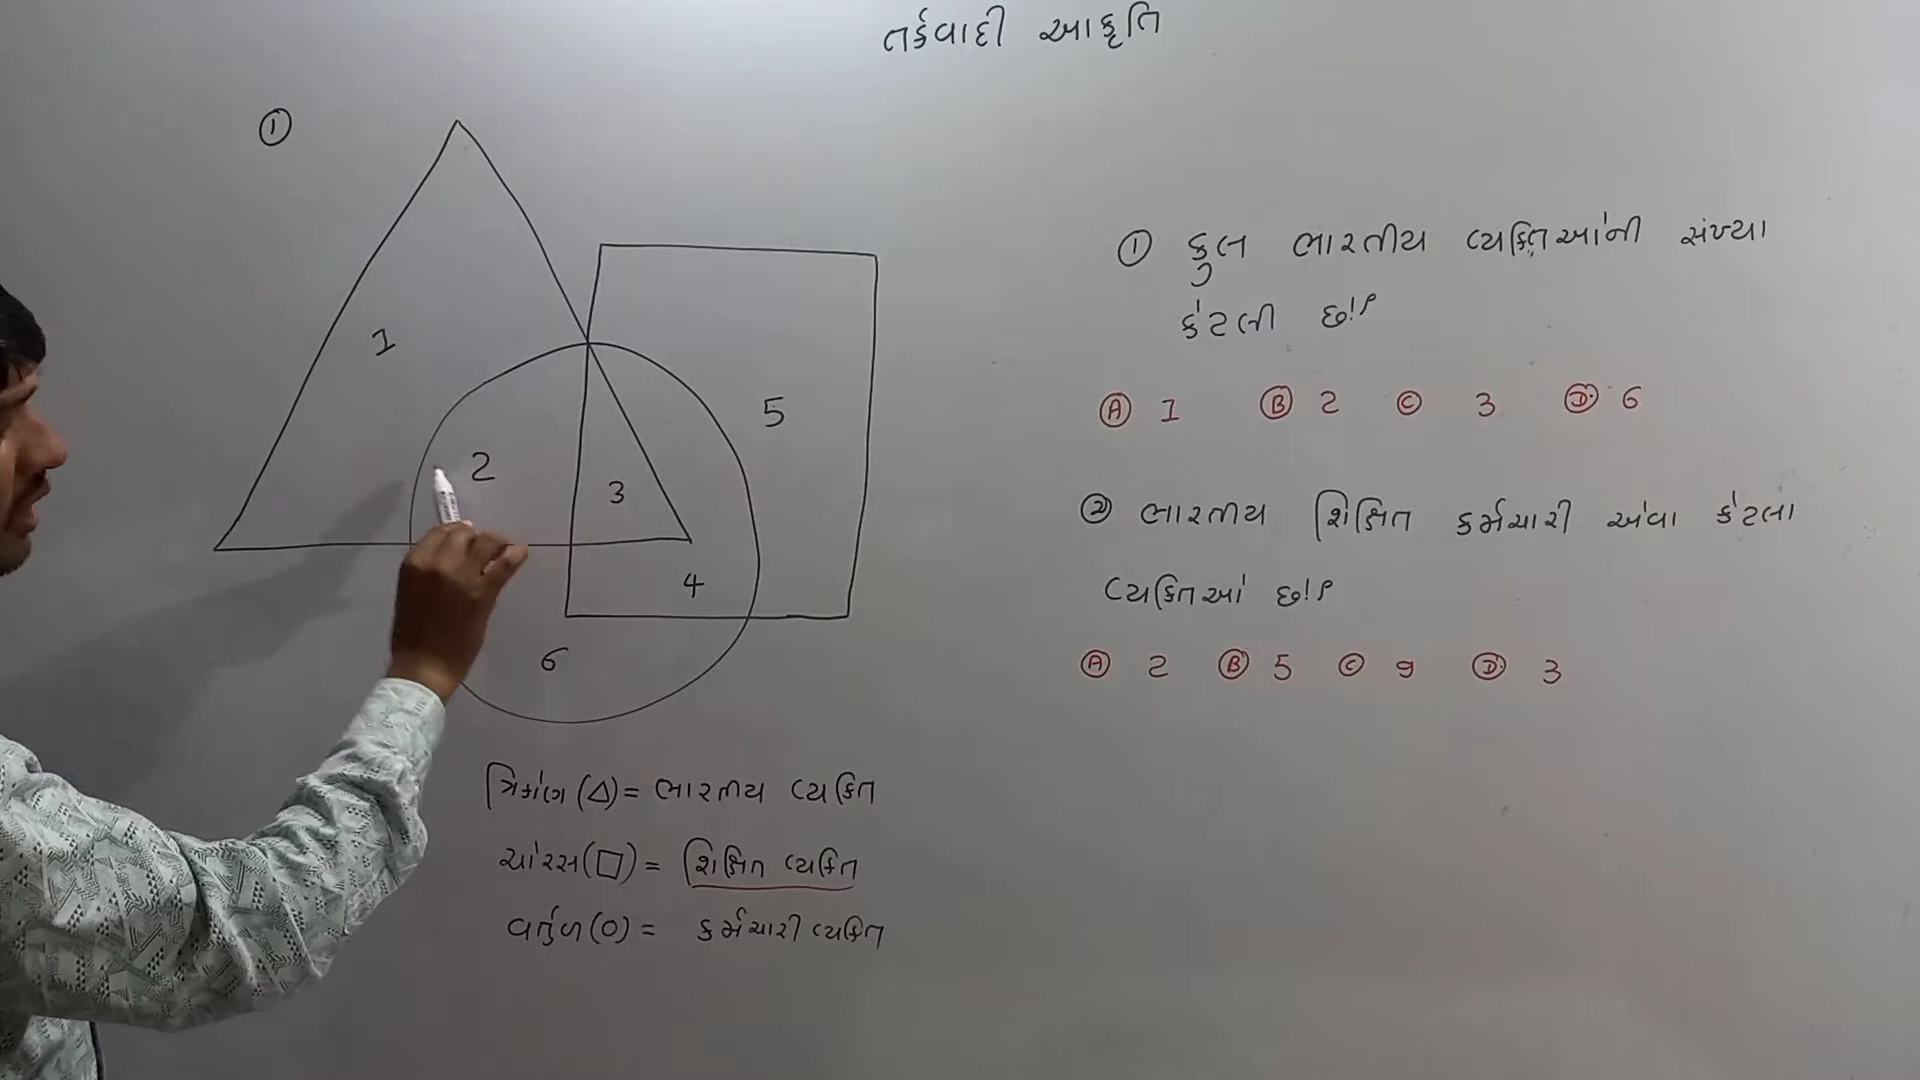 તર્કવાદી આકૃતિ
①
1
2
3
4
5
6
ત્રિકોણ (△) = ભારતીય વ્યક્તિ
ચોરસ (□) = શિક્ષિત વ્યક્તિ
વર્તુળ (O) = કર્મચારી વ્યક્તિ
① કુલ ભારતીય વ્યક્તિઓની સંખ્યા
કેટલી છે?
Ⓐ 1 Ⓑ 2 Ⓒ 3 Ⓓ 6
② ભારતીય શિક્ષિત કર્મચારી એવા કેટલા
વ્યક્તિઓ છે?
Ⓐ 2 Ⓑ 5 Ⓒ 9 Ⓓ 3